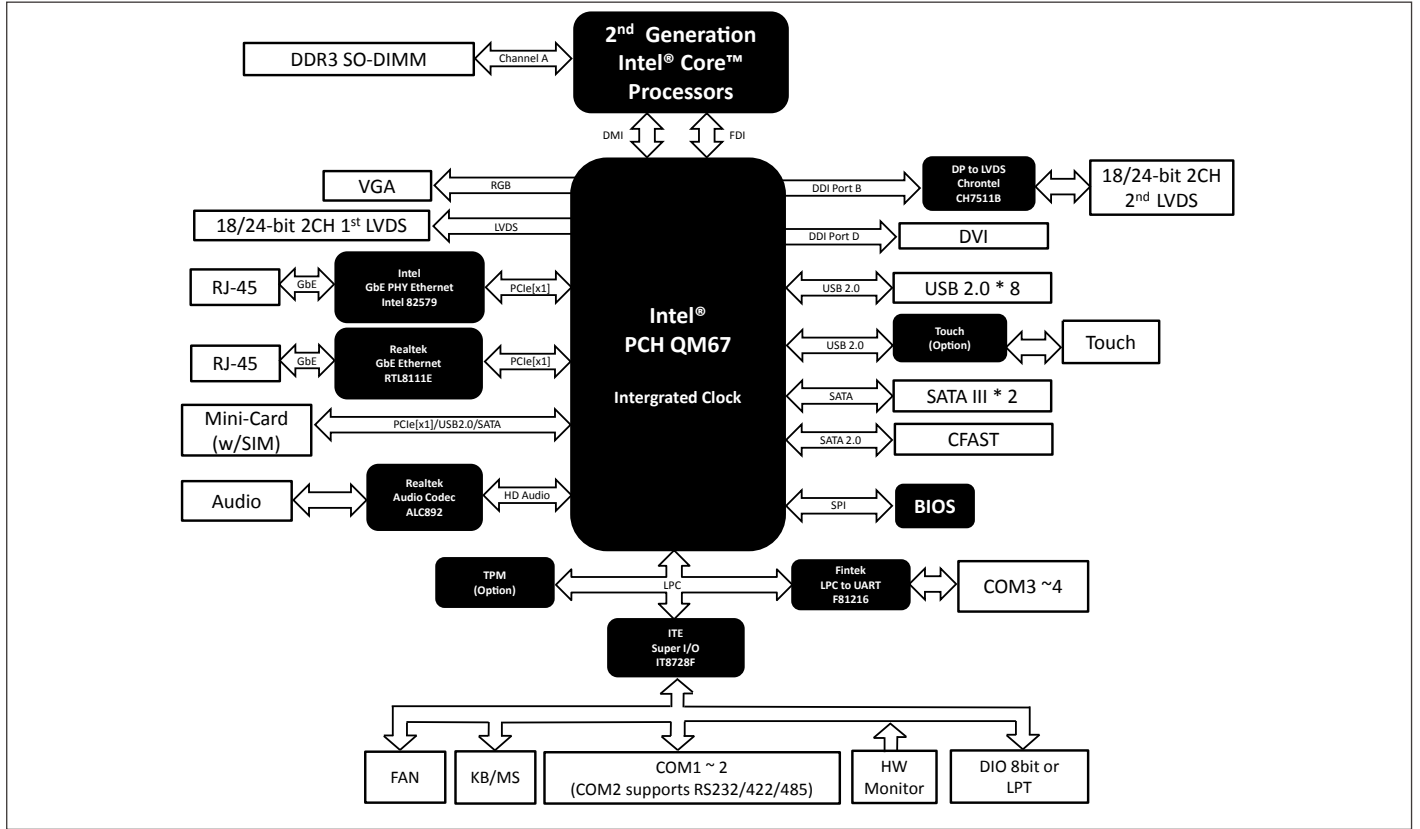 2nd Generation
Intel® Core™
Processors
DDR3 SO-DIMM
Channel A
DMI
FDI
VGA
RGB
18/24-bit 2CH 1st LVDS
LVDS
RJ-45
GbE
Intel
GbE PHY Ethernet
Intel 82579
PCIe[x1]
RJ-45
GbE
Realtek
GbE Ethernet
RTL8111E
PCIe[x1]
Mini-Card
(w/SIM)
PCIe[x1]/USB2.0/SATA
Audio
Realtek
Audio Codec
ALC892
HD Audio
Intel®
PCH QM67
Intergrated Clock
DDI Port B
DP to LVDS
Chrontel
CH7511B
18/24-bit 2CH
2nd LVDS
DDI Port D
DVI
USB 2.0
USB 2.0 * 8
USB 2.0
Touch
(Option)
Touch
SATA
SATA III * 2
SATA 2.0
CFAST
SPI
BIOS
TPM
(Option)
LPC
Fintek
LPC to UART
F81216
COM3 ~4
ITE
Super I/O
IT8728F
FAN
KB/MS
COM1 ~ 2
(COM2 supports RS232/422/485)
HW
Monitor
DIO 8bit or
LPT